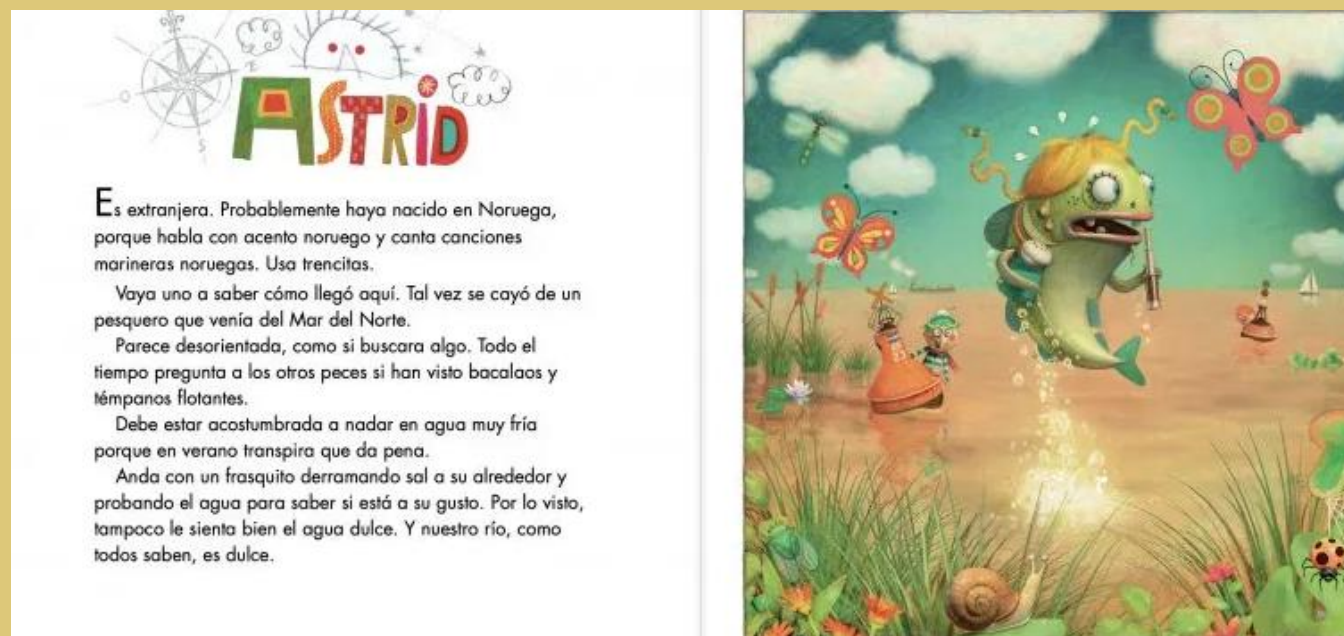 ASTRID
Es extranjera. Probablemente haya nacido en Noruega,
porque habla con acento noruego y canta canciones
marineras noruegas. Usa trencitas.
Vaya uno a saber cómo llegó aquí. Tal vez se cayó de un
pesquero que venía del Mar del Norte.
Parece desorientada, como si buscara algo. Todo el
tiempo pregunta a los otros peces si han visto bacalaos y
témpanos flotantes.
Debe estar acostumbrada a nadar en agua muy fría
porque en verano transpira que da pena.
Anda con un frasquito derramando sal a su alrededor y
probando el agua para saber si está a su gusto. Por lo visto,
tampoco le sienta bien el agua dulce. Y nuestro río, como
todos saben, es dulce.